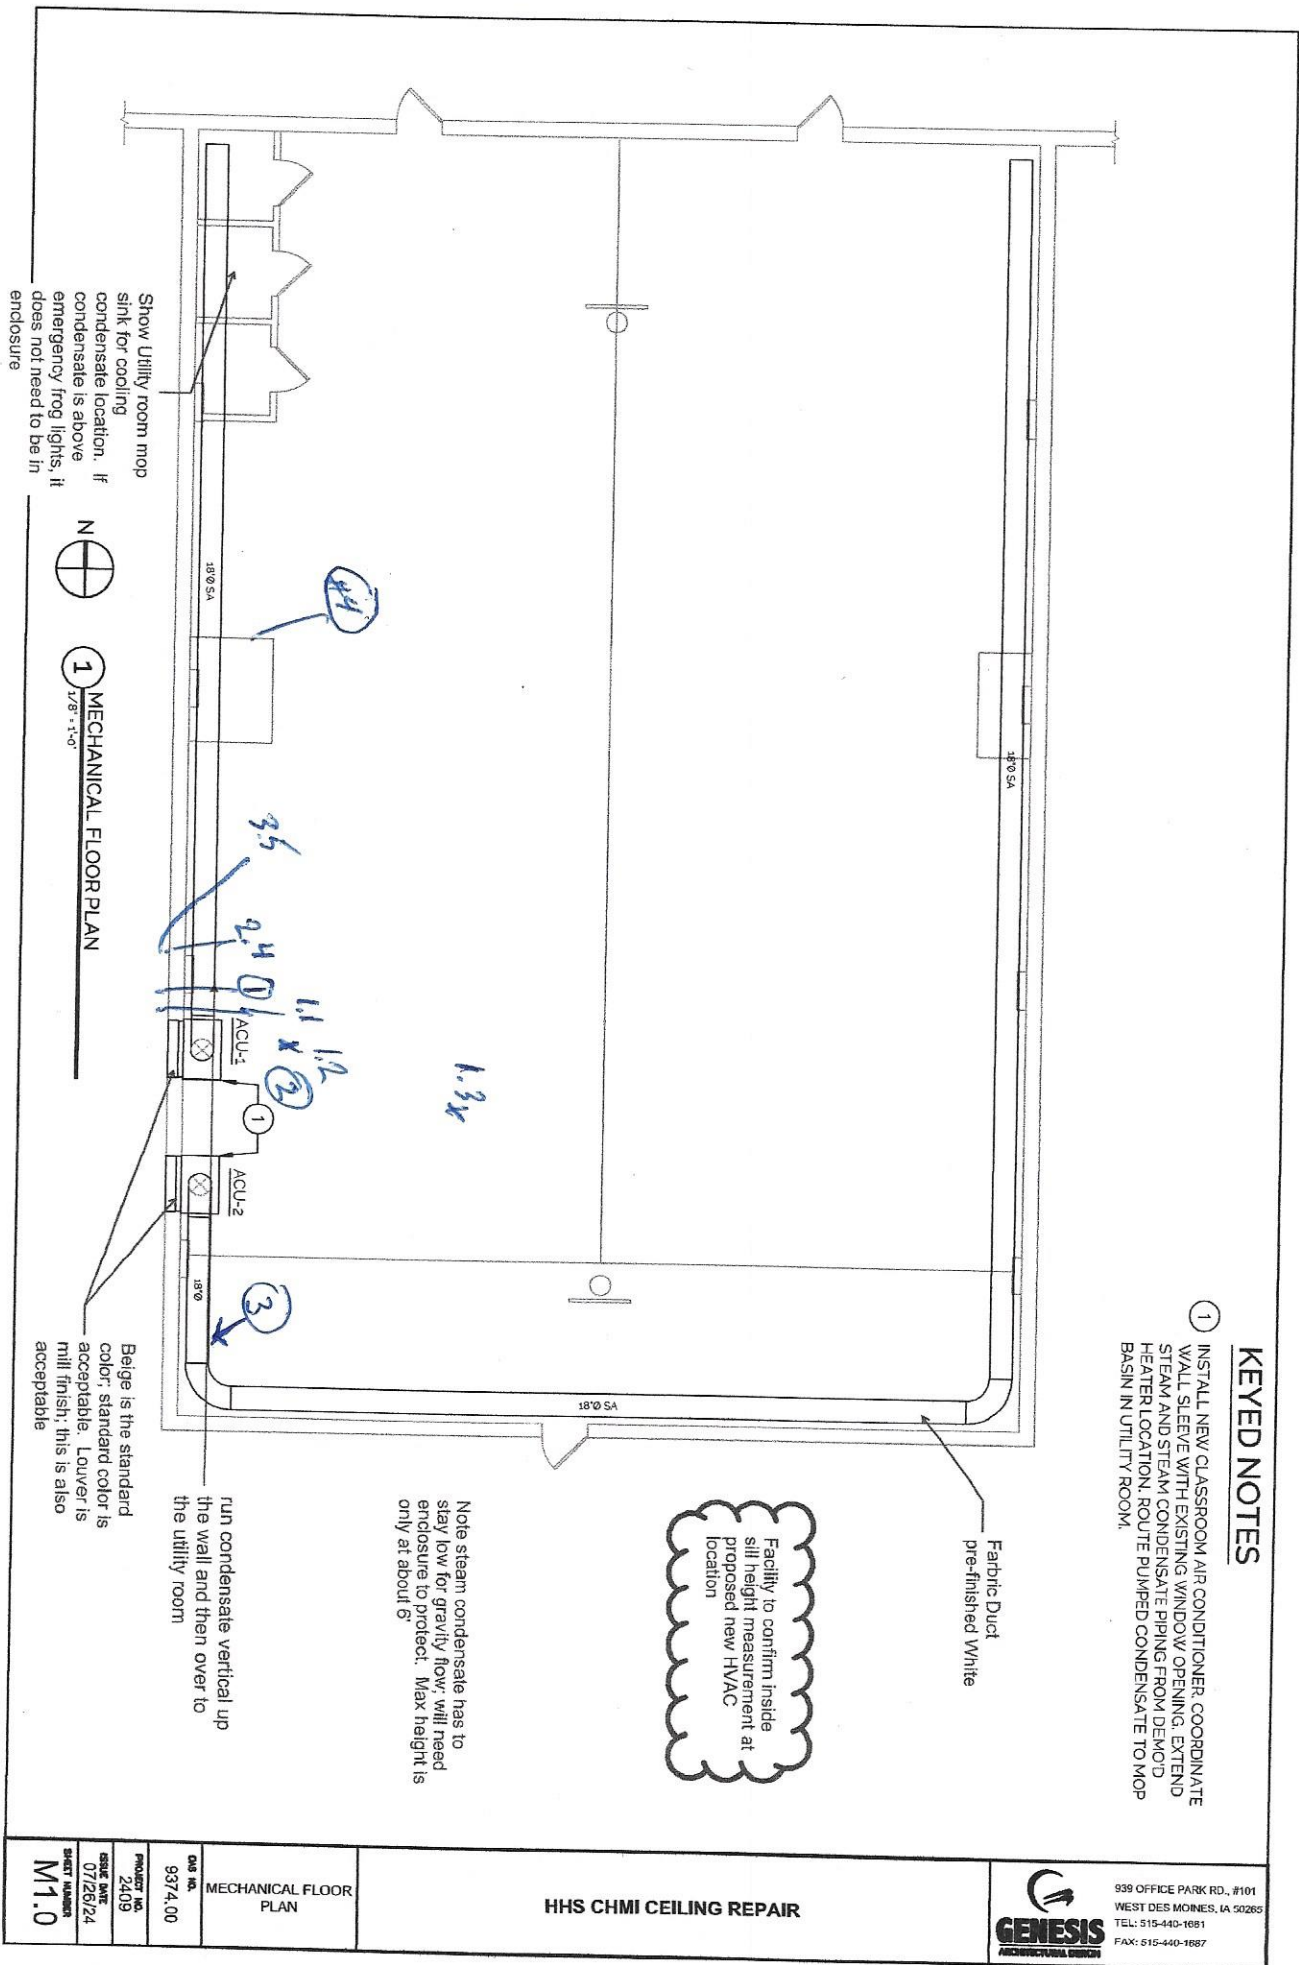 KEYED NOTES
1
INSTALL NEW CLASSROOM AIR CONDITIONER. COORDINATE
WALL SLEEVE WITH EXISTING WINDOW OPENING. EXTEND
STEAM AND STEAM CONDENSATE PIPING FROM DEMO'D
HEATER LOCATION. ROUTE PUMPED CONDENSATE TO MOP
BASIN IN UTILITY ROOM.
Farbric Duct
pre-finished White
Facility to confirm inside
sill height measurement at
proposed new HVAC
location
Note steam condensate has to
stay low for gravity flow; will need
enclosure to protect. Max height is
only at about 6'
run condensate vertical up
the wall and then over to
the utility room
Beige is the standard
color; standard color is
acceptable. Louver is
mill finish; this is also
acceptable
18"Ø SA
18"Ø SA
18"Ø SA
18"Ø
ACU-1
ACU-2
1
#4
3.5
2.4
1
1.1
1.2
x
2
1.3x
3
Show Utility room mop
sink for cooling
condensate location. If
condensate is above
emergency frog lights, it
does not need to be in
enclosure
N
1
MECHANICAL FLOOR PLAN
1/8" = 1'-0"
939 OFFICE PARK RD., #101
WEST DES MOINES, IA 50265
TEL: 515-440-1681
FAX: 515-440-1687
GENESIS
ARCHITECTURAL DESIGN
HHS CHMI CEILING REPAIR
MECHANICAL FLOOR
PLAN
DAS NO.
9374.00
PROJECT NO.
2409
ISSUE DATE
07/26/24
SHEET NUMBER
M1.0